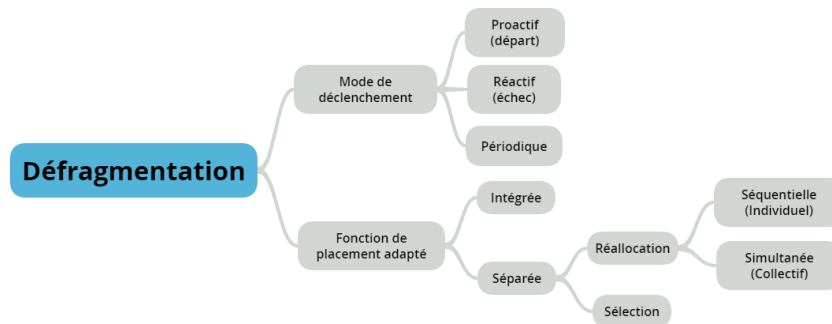 Défragmentation
Mode de
déclenchement
Proactif
(départ)
Réactif
(échec)
Périodique
Fonction de
placement adapté
Intégrée
Séparée
Réallocation
Séquentielle
(Individuel)
Simultanée
(Collectif)
Sélection